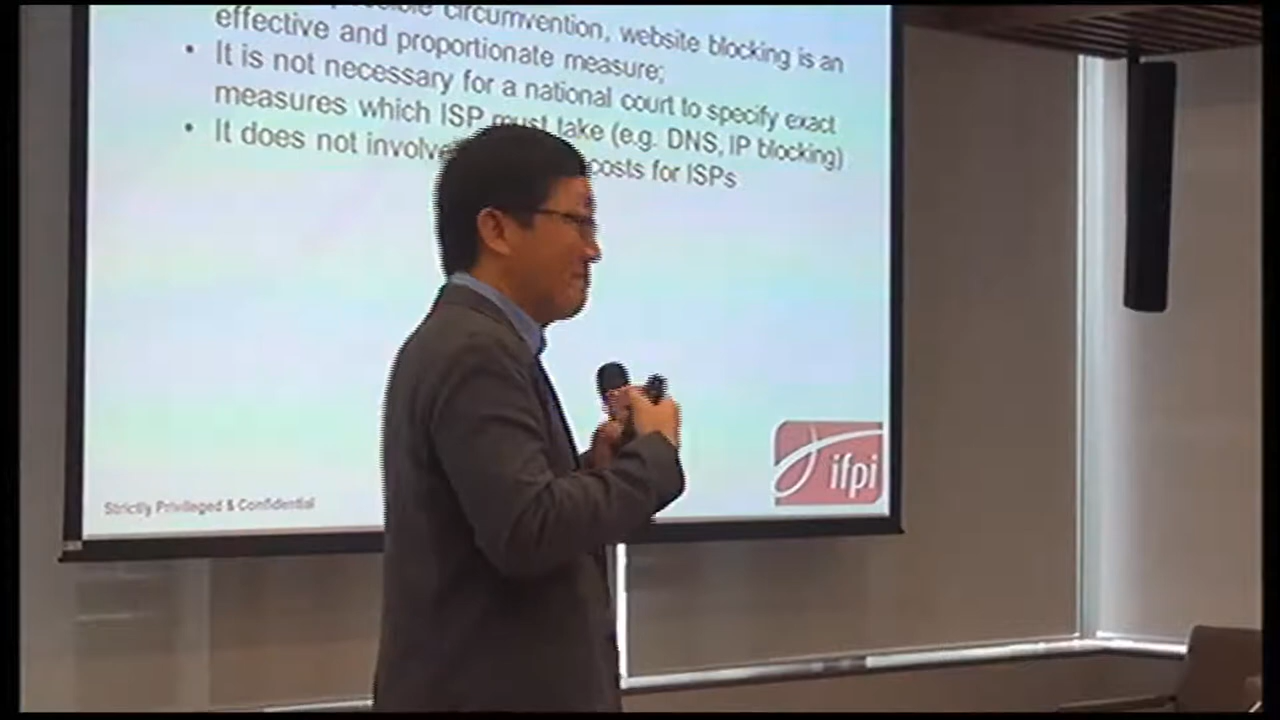 circumvention, website blocking is an
effective and proportionate measure;
• It is not necessary for a national court to specify exact
measures which ISP must take (e.g. DNS, IP blocking)
• It does not involve costs for ISPs
ifpi
Strictly Privileged & Confidential